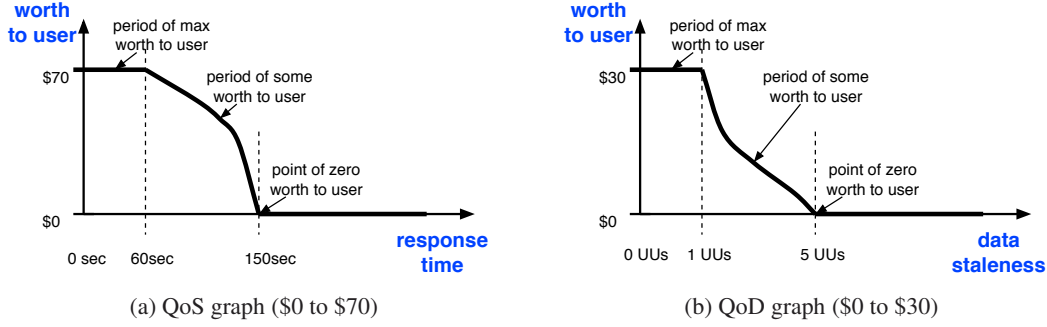 worth
to user
period of max
worth to user
$70
period of some
worth to user
point of zero
worth to user
$0
0 sec
60sec
150sec
response
time
(a) QoS graph ($0 to $70)
worth
to user
period of max
worth to user
$30
period of some
worth to user
point of zero
worth to user
$0
0 UUs
1 UUs
5 UUs
data
staleness
(b) QoD graph ($0 to $30)